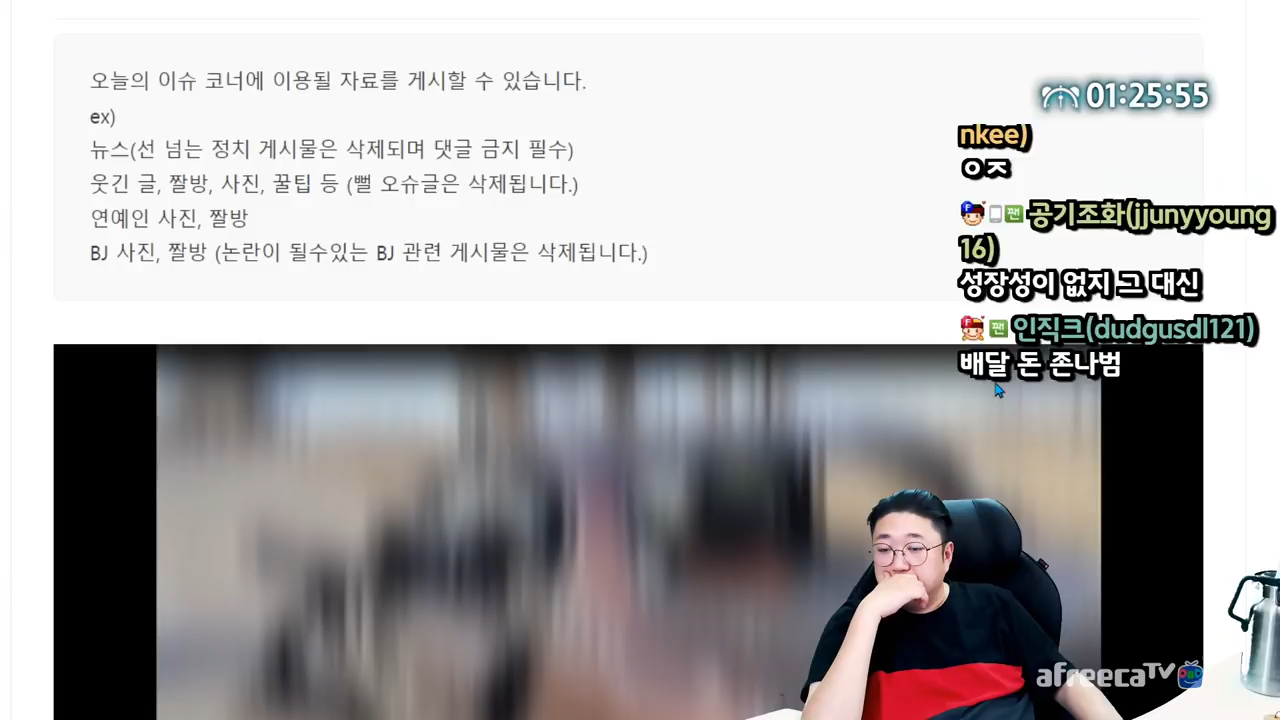 오늘의 이슈 코너에 이용될 자료를 게시할 수 있습니다.
ex)
뉴스(선 넘는 정치 게시물은 삭제되며 댓글 금지 필수)
웃긴 글, 짤방, 사진, 꿀팁 등 (뻘 오슈글은 삭제됩니다.)
연예인 사진, 짤방
BJ 사진, 짤방 (논란이 될수있는 BJ 관련 게시물은 삭제됩니다.)
01:25:55
nkee)
ㅇㅈ
F 팬 공기조화(jjunyyoung
16)
성장성이 없지 그 대신
F 팬 인직크(dudgusdl121)
배달 돈 존나범
afreecaTV